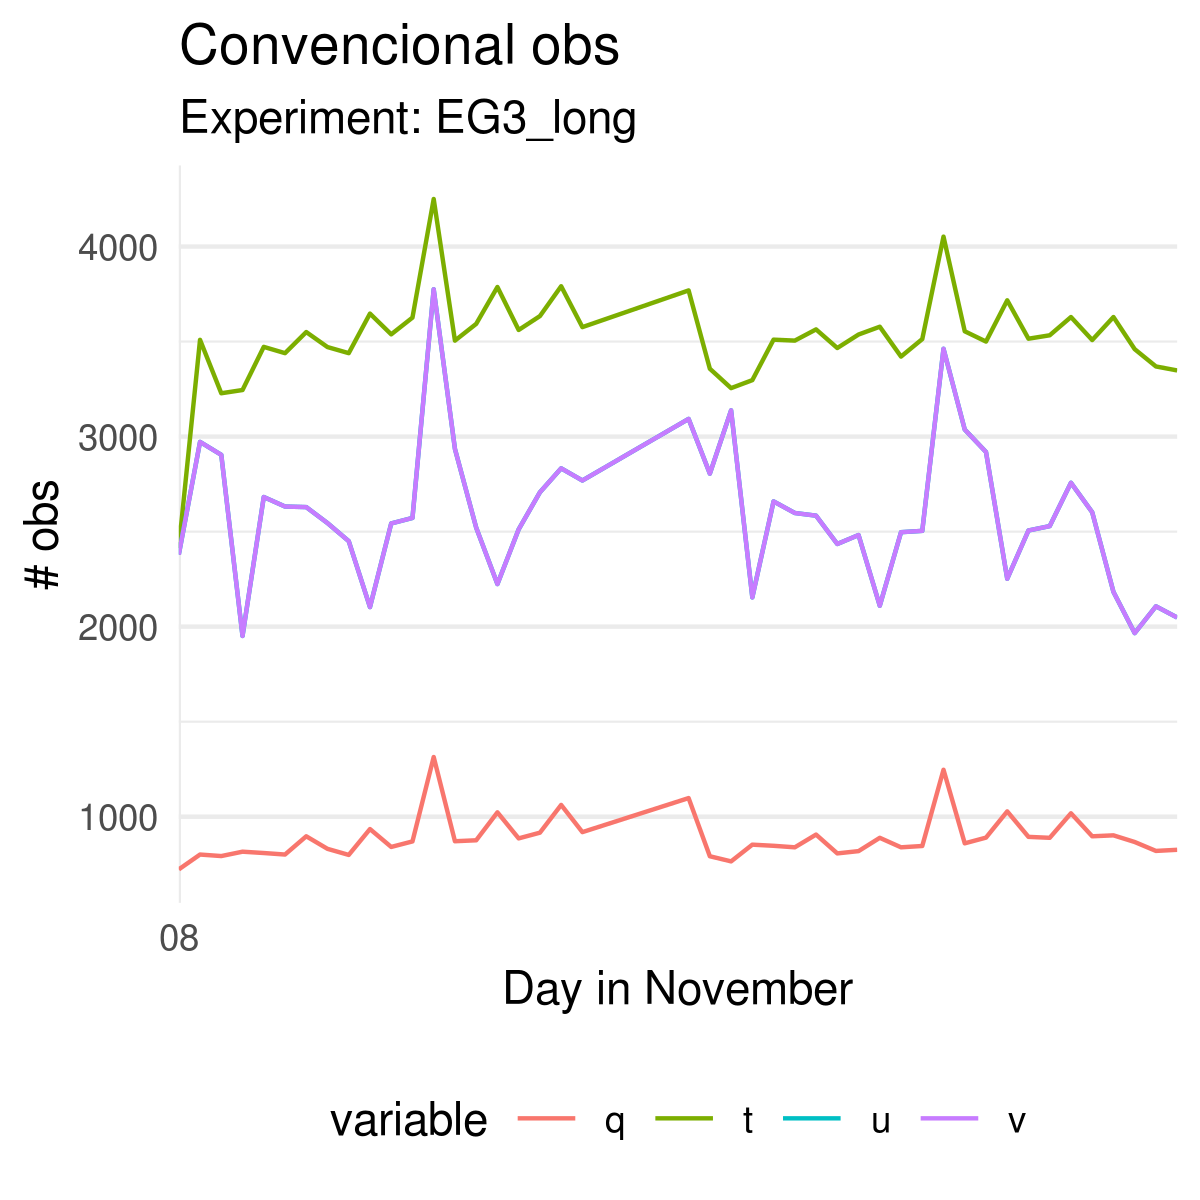 Convencional obs
Experiment: EG3_long
4000
3000
2000
1000
# obs
08
Day in November
variable q t u v